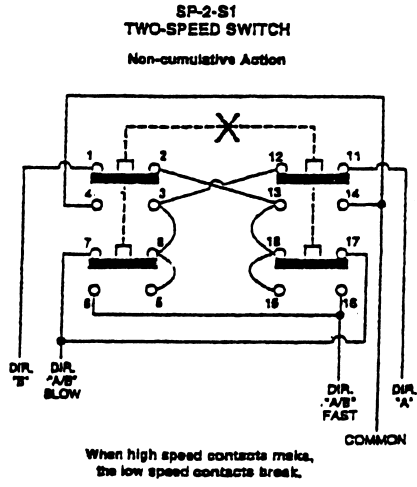 SP-2-S1
TWO-SPEED SWITCH
Non-cumulative Action
1 2 12 11
4 3 13 14
7 8 18 17
6 5 15 16
DIR. "B"
DIR. "A/B" SLOW
DIR. "A/B" FAST
DIR. "A"
COMMON
When high speed contacts make,
the low speed contacts break.